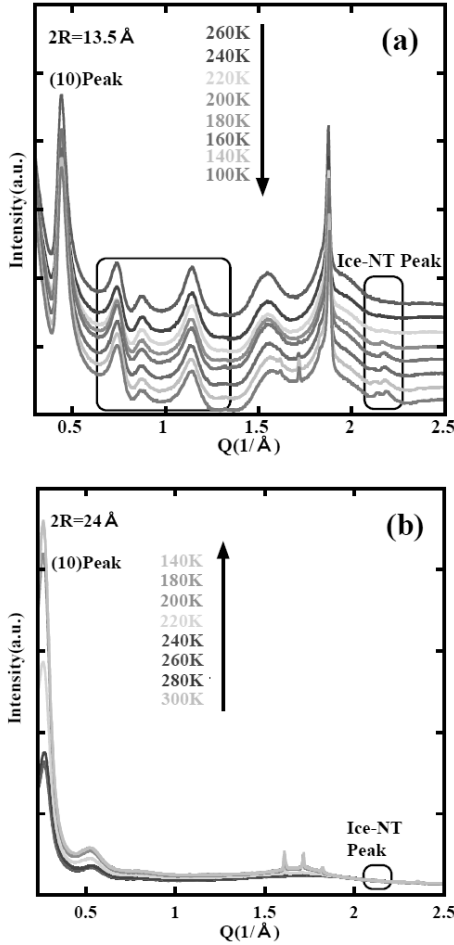 2R=13.5 Å
(a)
(10)Peak
260K
240K
220K
200K
180K
160K
140K
100K
Ice-NT Peak
Intensity(a.u.)
0.5
1
1.5
2
2.5
Q(1/Å)
2R=24 Å
(b)
(10)Peak
140K
180K
200K
220K
240K
260K
280K
300K
Ice-NT
Peak
Intensity(a.u.)
0.5
1
1.5
2
2.5
Q(1/Å)